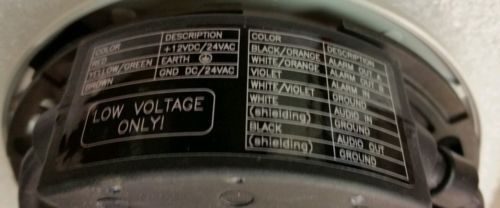 COLOR DESCRIPTION
RED +12VDC/24VAC
YELLOW/GREEN EARTH
BROWN GND DC/24VAC
LOW VOLTAGE
ONLY!
COLOR DESCRIPTION
BLACK/ORANGE ALARM OUT A
WHITE/ORANGE ALARM OUT B
VIOLET ALARM IN
WHITE/VIOLET GROUND
WHITE AUDIO IN
(shielding) GROUND
BLACK AUDIO OUT
(shielding) GROUND